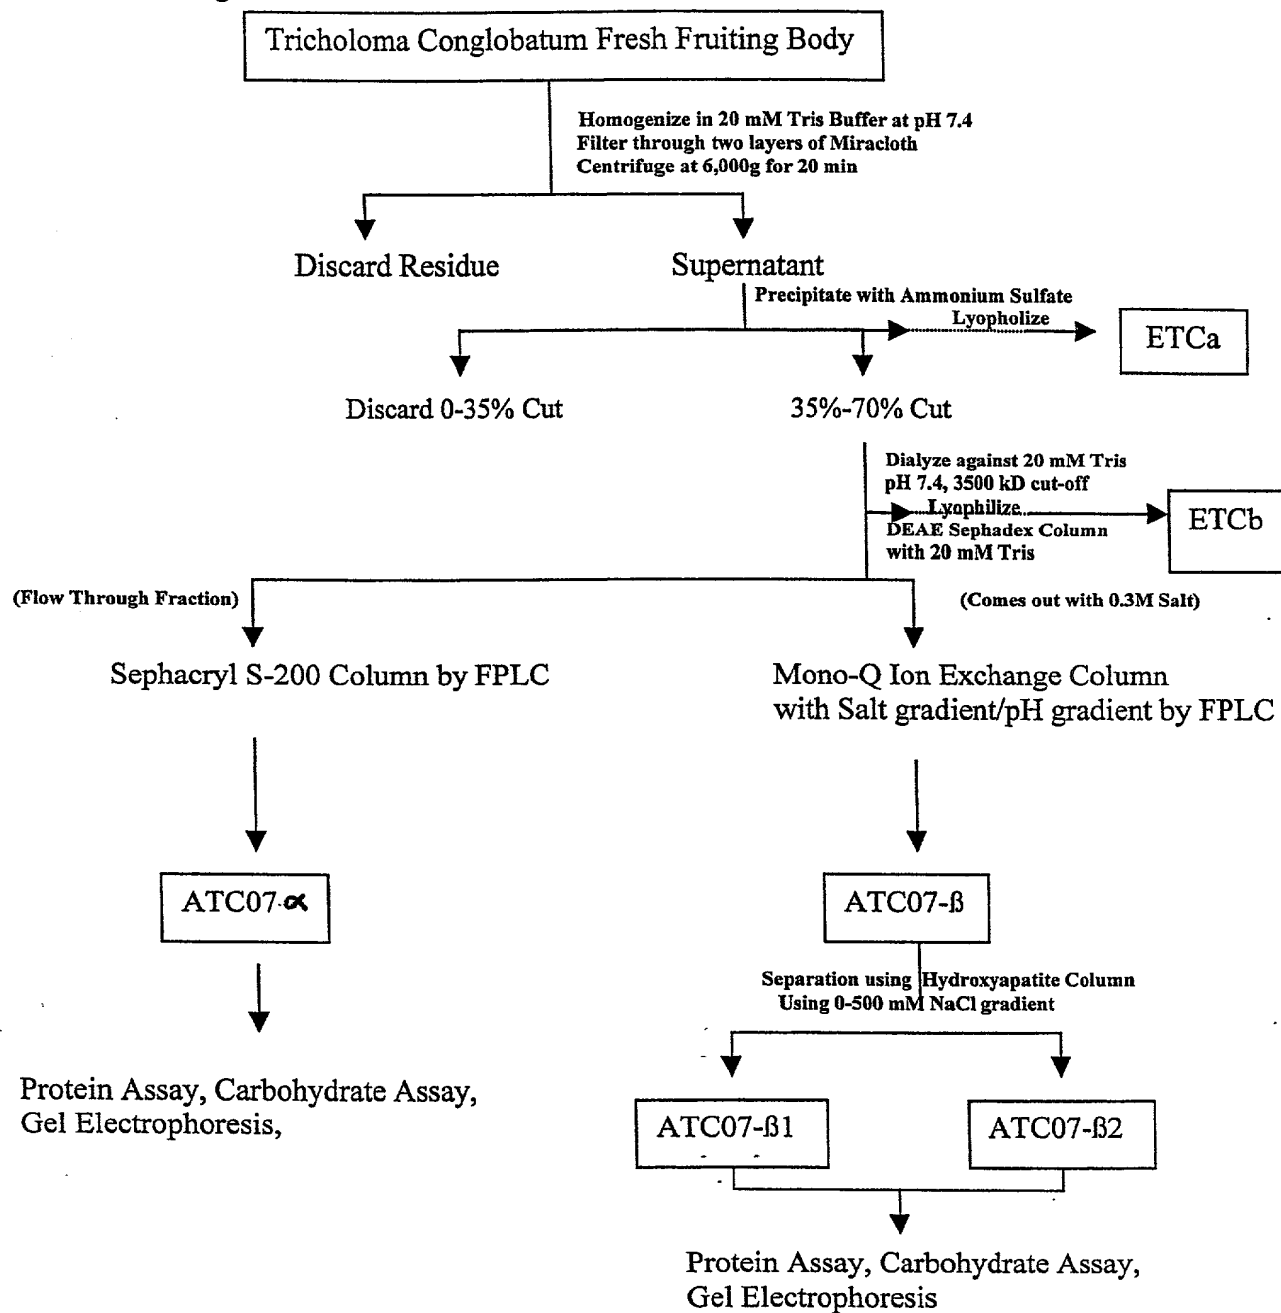 Tricholoma Conglobatum Fresh Fruiting Body
Homogenize in 20 mM Tris Buffer at pH 7.4
Filter through two layers of Miracloth
Centrifuge at 6,000g for 20 min
Discard Residue
Supernatant
Precipitate with Ammonium Sulfate
Lyopholize
ETCa
Discard 0-35% Cut
35%-70% Cut
Dialyze against 20 mM Tris
pH 7.4, 3500 kD cut-off
Lyophilize
ETCb
DEAE Sephadex Column
with 20 mM Tris
(Flow Through Fraction)
(Comes out with 0.3M Salt)
Sephacryl S-200 Column by FPLC
Mono-Q Ion Exchange Column
with Salt gradient/pH gradient by FPLC
ATC07-α
ATC07-ß
Separation using Hydroxyapatite Column
Using 0-500 mM NaCl gradient
Protein Assay, Carbohydrate Assay,
Gel Electrophoresis,
ATC07-ß1
ATC07-ß2
Protein Assay, Carbohydrate Assay,
Gel Electrophoresis